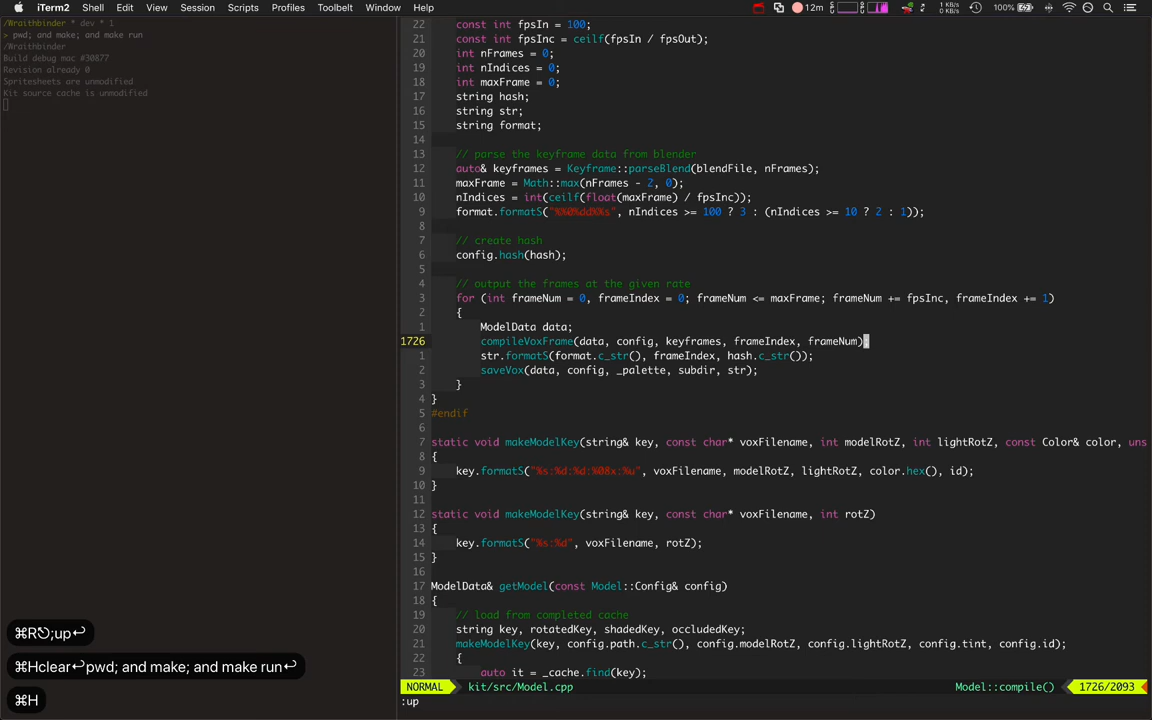 iTerm2 Shell Edit View Session Scripts Profiles Toolbelt Window Help 12m 1 KB/s 0 KB/s 100%
/Wraithbinder * dev * 1
> pwd; and make; and make run
/Wraithbinder
Build debug mac #30877
Revision already 0
Spritesheets are unmodified
Kit source cache is unmodified
22 const int fpsIn = 100;
21 const int fpsInc = ceilf(fpsIn / fpsOut);
20 int nFrames = 0;
19 int nIndices = 0;
18 int maxFrame = 0;
17 string hash;
16 string str;
15 string format;
14
13 // parse the keyframe data from blender
12 auto& keyframes = Keyframe::parseBlend(blendFile, nFrames);
11 maxFrame = Math::max(nFrames - 2, 0);
10 nIndices = int(ceilf(float(maxFrame) / fpsInc));
9 format.formatS("%%0%dd%%s", nIndices >= 100 ? 3 : (nIndices >= 10 ? 2 : 1));
8
7 // create hash
6 config.hash(hash);
5
4 // output the frames at the given rate
3 for (int frameNum = 0, frameIndex = 0; frameNum <= maxFrame; frameNum += fpsInc, frameIndex += 1)
2 {
1 ModelData data;
1726 compileVoxFrame(data, config, keyframes, frameIndex, frameNum);
1 str.formatS(format.c_str(), frameIndex, hash.c_str());
2 saveVox(data, config, _palette, subdir, str);
3 }
4 }
5 #endif
6
7 static void makeModelKey(string& key, const char* voxFilename, int modelRotZ, int lightRotZ, const Color& color, uns
8 {
9 key.formatS("%s:%d:%d:%08x:%u", voxFilename, modelRotZ, lightRotZ, color.hex(), id);
10 }
11
12 static void makeModelKey(string& key, const char* voxFilename, int rotZ)
13 {
14 key.formatS("%s:%d", voxFilename, rotZ);
15 }
16
17 ModelData& getModel(const Model::Config& config)
18 {
19 // load from completed cache
20 string key, rotatedKey, shadedKey, occludedKey;
21 makeModelKey(key, config.path.c_str(), config.modelRotZ, config.lightRotZ, config.tint, config.id);
22 {
23 auto it = _cache.find(key);
NORMAL kit/src/Model.cpp Model::compile() 1726/2093
:up
⌘R⎋;up↩
⌘Hclear↩pwd; and make; and make run↩
⌘H